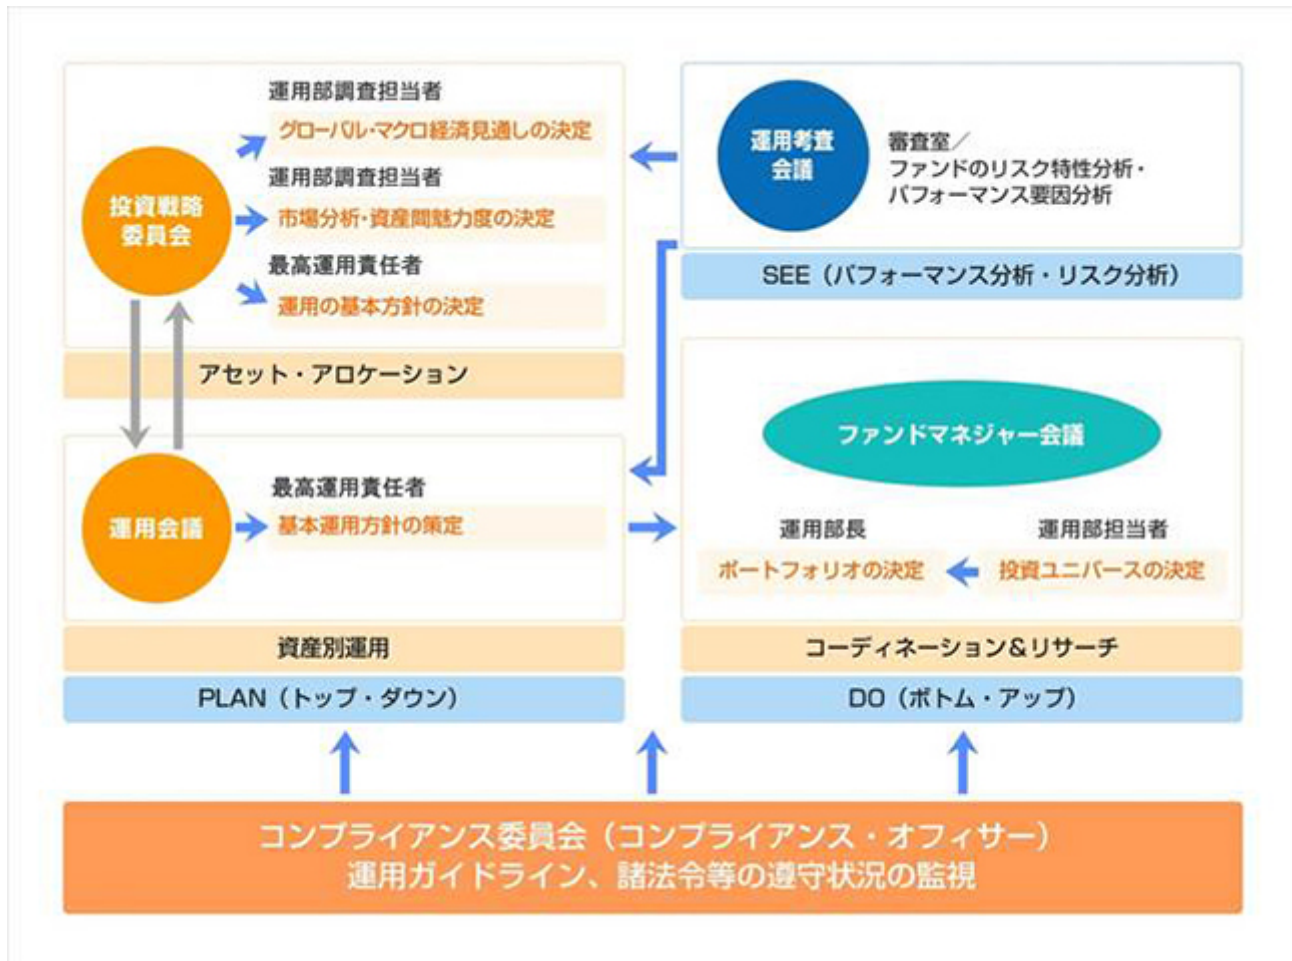 運用部調査担当者
グローバル・マクロ経済見通しの決定
投資戦略
委員会
運用部調査担当者
市場分析・資産間魅力度の決定
最高運用責任者
運用の基本方針の決定
アセット・アロケーション
運用会議
最高運用責任者
基本運用方針の策定
資産別運用
PLAN（トップ・ダウン）
運用考査
会議
審査室／
ファンドのリスク特性分析・
パフォーマンス要因分析
SEE（パフォーマンス分析・リスク分析）
ファンドマネジャー会議
運用部長
ポートフォリオの決定
運用部担当者
投資ユニバースの決定
コーディネーション＆リサーチ
DO（ボトム・アップ）
コンプライアンス委員会（コンプライアンス・オフィサー）
運用ガイドライン、諸法令等の遵守状況の監視